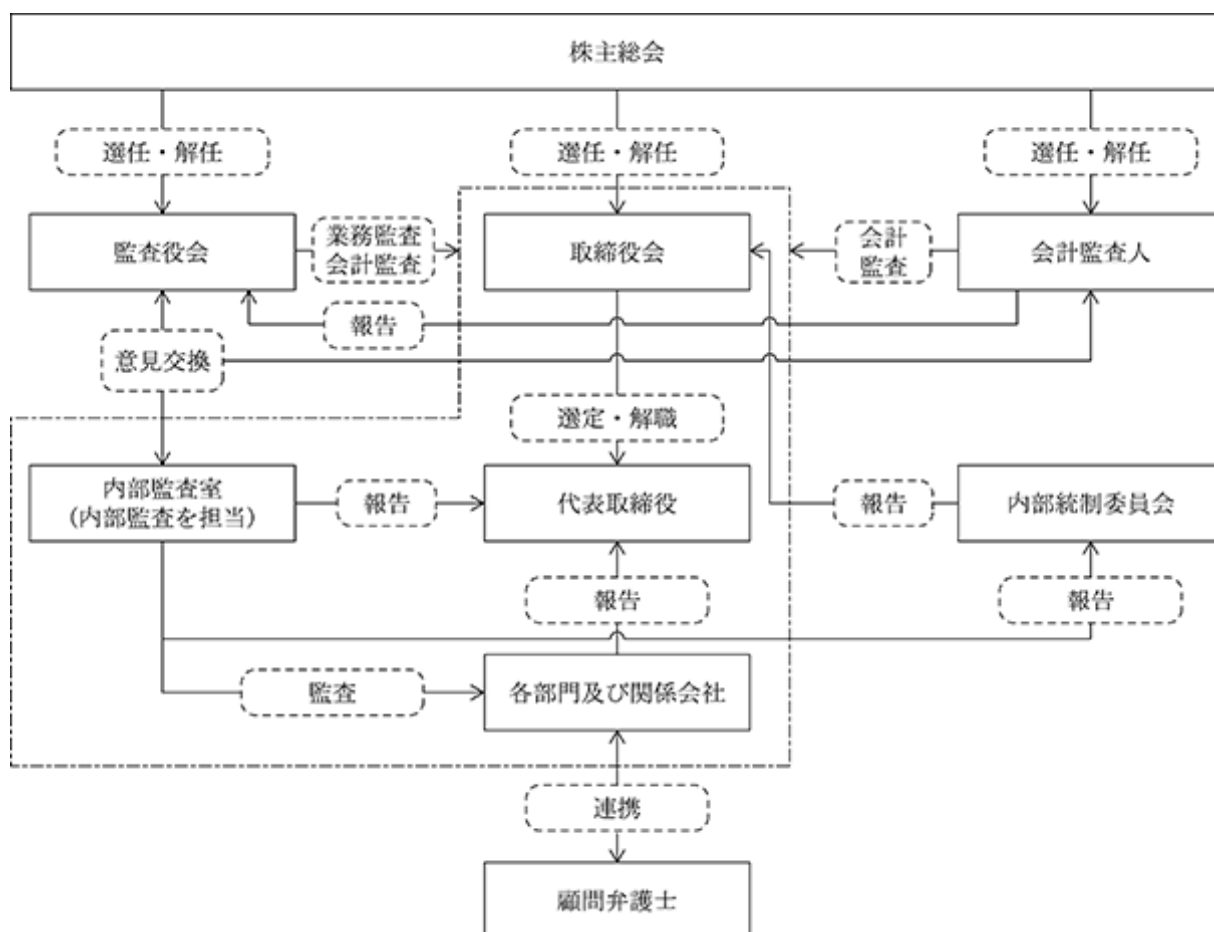 株主総会
選任・解任
選任・解任
選任・解任
監査役会
業務監査
会計監査
取締役会
会計
監査
会計監査人
報告
意見交換
選定・解職
内部監査室
(内部監査を担当)
報告
代表取締役
報告
内部統制委員会
報告
報告
監査
各部門及び関係会社
連携
顧問弁護士